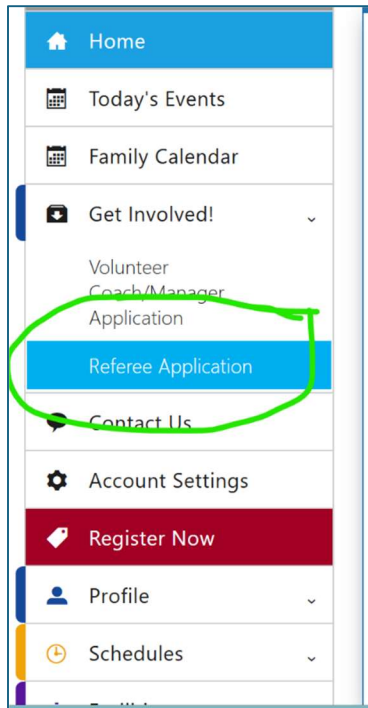 Home
Today's Events
Family Calendar
Get Involved!
Volunteer
Coach/Manager
Application
Referee Application
Contact Us
Account Settings
Register Now
Profile
Schedules